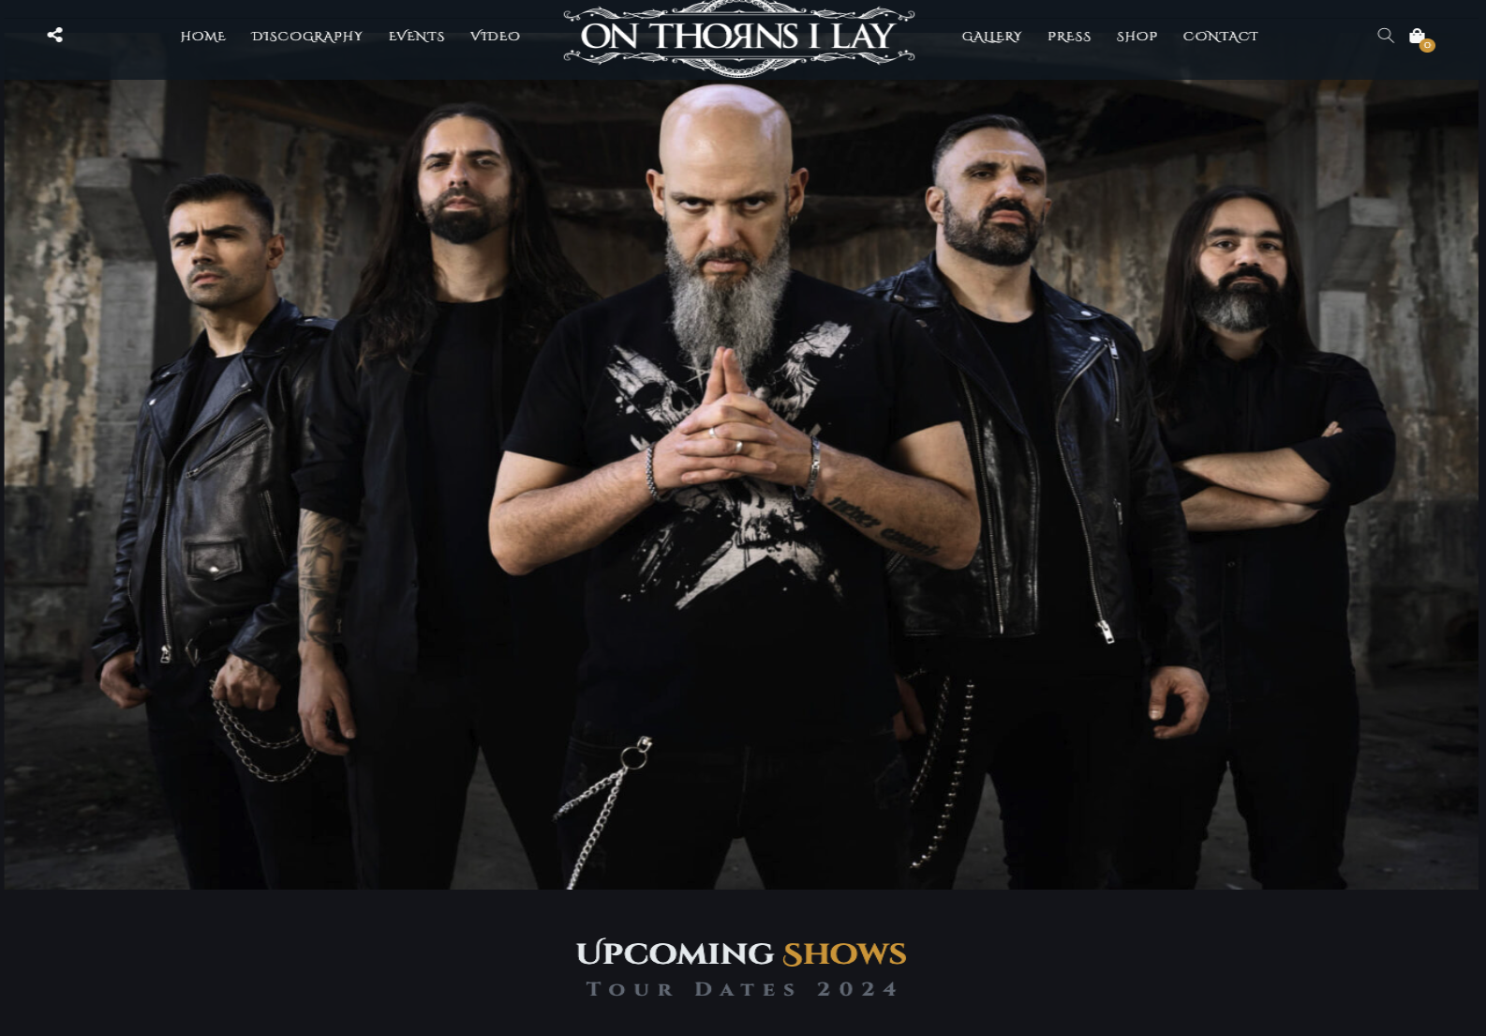 HOME DISCOGRAPHY EVENTS VIDEO ON THORNS I LAY GALLERY PRESS SHOP CONTACT
0
UPCOMING SHOWS
TOUR DATES 2024